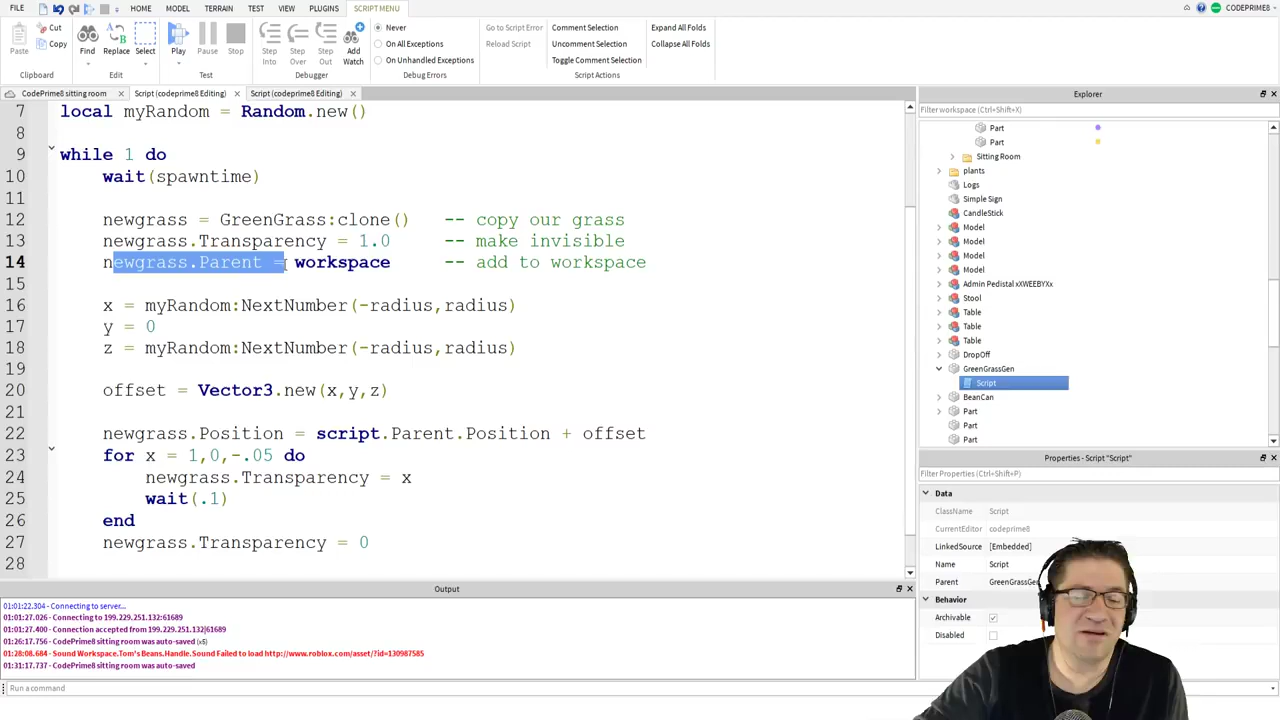 FILE HOME MODEL TERRAIN TEST VIEW PLUGINS SCRIPT MENU CODEPRIME8
Paste Cut Copy Clipboard
Find Replace Select Edit
Play Pause Stop Test
Step Into Step Over Step Out Add Watch Debugger
Never
On All Exceptions
On Unhandled Exceptions
Debug Errors
Go to Script Error Comment Selection Expand All Folds
Reload Script Uncomment Selection Collapse All Folds
Toggle Comment Selection
Script Actions
CodePrime8 sitting room Script (codeprime8 Editing) Script (codeprime8 Editing)
7 local myRandom = Random.new()
8
9 while 1 do
10 wait(spawntime)
11
12 newgrass = GreenGrass:clone() -- copy our grass
13 newgrass.Transparency = 1.0 -- make invisible
14 newgrass.Parent = workspace -- add to workspace
15
16 x = myRandom:NextNumber(-radius,radius)
17 y = 0
18 z = myRandom:NextNumber(-radius,radius)
19
20 offset = Vector3.new(x,y,z)
21
22 newgrass.Position = script.Parent.Position + offset
23 for x = 1,0,-.05 do
24 newgrass.Transparency = x
25 wait(.1)
26 end
27 newgrass.Transparency = 0
28
Output
01:01:22.304 - Connecting to server...
01:01:27.026 - Connecting to 199.229.251.132:61689
01:01:27.400 - Connection accepted from 199.229.251.132|61689
01:26:17.756 - CodePrime8 sitting room was auto-saved (x6)
01:28:08.684 - Sound Workspace.Tom's Beans.Handle.Sound Failed to load http://www.roblox.com/asset/?id=130987585
01:31:17.737 - CodePrime8 sitting room was auto-saved
Run a command
Explorer
Filter workspace (Ctrl+Shift+X)
Part
Part
Sitting Room
plants
Logs
Simple Sign
CandleStick
Model
Model
Model
Model
Admin Pedistal xXWEEBYXx
Stool
Table
Table
Table
DropOff
GreenGrassGen
Script
BeanCan
Part
Part
Part
Properties - Script "Script"
Filter Properties (Ctrl+Shift+P)
Data
ClassName Script
CurrentEditor codeprime8
LinkedSource [Embedded]
Name Script
Parent GreenGrassGen
Behavior
Archivable
Disabled